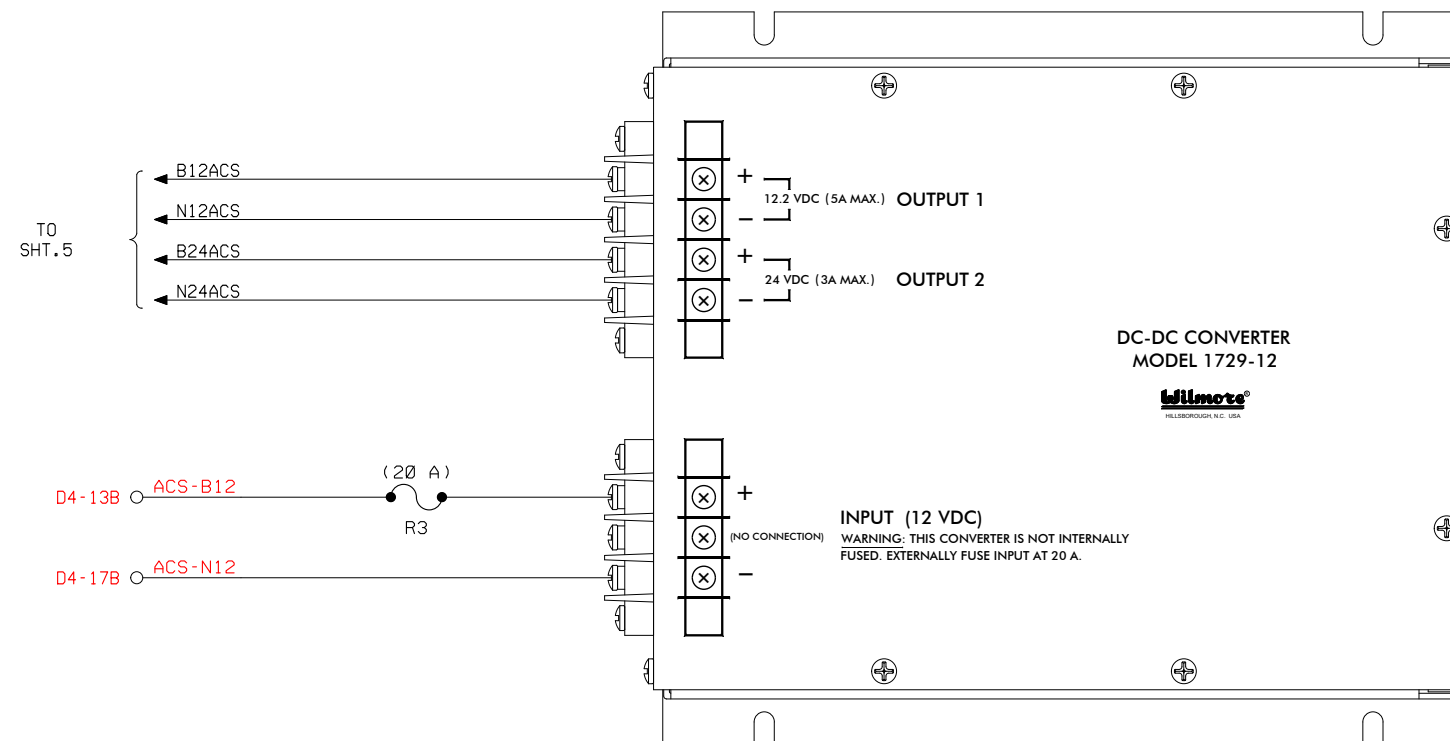 B12ACS
N12ACS
B24ACS
N24ACS
TO
SHT.5
+
12.2 VDC (5A MAX.) OUTPUT 1
−
+
24 VDC (3A MAX.) OUTPUT 2
−
DC-DC CONVERTER
MODEL 1729-12
Wilmore®
HILLSBOROUGH, N.C. USA
(20 A)
D4-13B ACS-B12
R3
+
(NO CONNECTION)
INPUT (12 VDC)
WARNING: THIS CONVERTER IS NOT INTERNALLY
FUSED. EXTERNALLY FUSE INPUT AT 20 A.
D4-17B ACS-N12
−